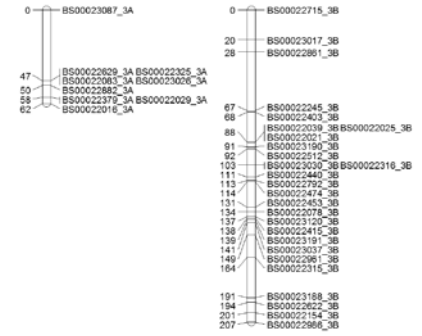 0 BS00023087_3A
BS00022629_3A BS00022325_3A
47 BS00022083_3A BS00023026_3A
50 BS00022882_3A
58 BS00022379_3A BS00022029_3A
62 BS00022016_3A
0 BS00022715_3B
20 BS00023017_3B
28 BS00022861_3B
67 BS00022245_3B
68 BS00022403_3B
88 BS00022039_3B BS00022025_3B
BS00022021_3B
91 BS00023190_3B
92 BS00022512_3B
103 BS00023030_3B BS00022316_3B
111 BS00022440_3B
113 BS00022792_3B
114 BS00022474_3B
131 BS00022453_3B
134 BS00022078_3B
137 BS00023120_3B
138 BS00022415_3B
139 BS00023191_3B
141 BS00023037_3B
149 BS00022961_3B
164 BS00022315_3B
191 BS00023188_3B
194 BS00022622_3B
201 BS00022154_3B
207 BS00022986_3B